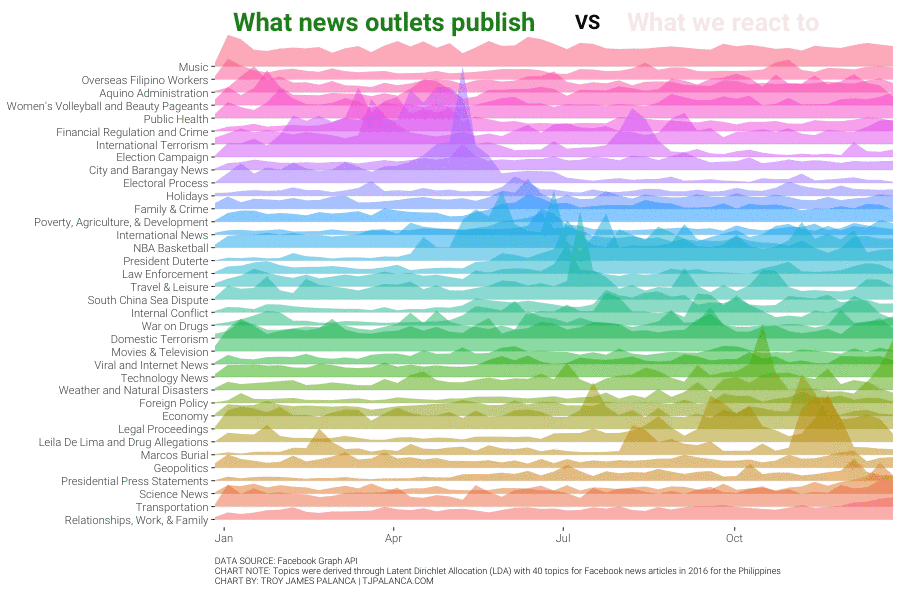 What news outlets publish vs What we react to
Music
Overseas Filipino Workers
Aquino Administration
Women's Volleyball and Beauty Pageants
Public Health
Financial Regulation and Crime
International Terrorism
Election Campaign
City and Barangay News
Electoral Process
Holidays
Family & Crime
Poverty, Agriculture, & Development
International News
NBA Basketball
President Duterte
Law Enforcement
Travel & Leisure
South China Sea Dispute
Internal Conflict
War on Drugs
Domestic Terrorism
Movies & Television
Viral and Internet News
Technology News
Weather and Natural Disasters
Foreign Policy
Economy
Legal Proceedings
Leila De Lima and Drug Allegations
Marcos Burial
Geopolitics
Presidential Press Statements
Science News
Transportation
Relationships, Work, & Family
Jan Apr Jul Oct
DATA SOURCE: Facebook Graph API
CHART NOTE: Topics were derived through Latent Dirichlet Allocation (LDA) with 40 topics for Facebook news articles in 2016 for the Philippines
CHART BY: TROY JAMES PALANCA | TJPALANCA.COM